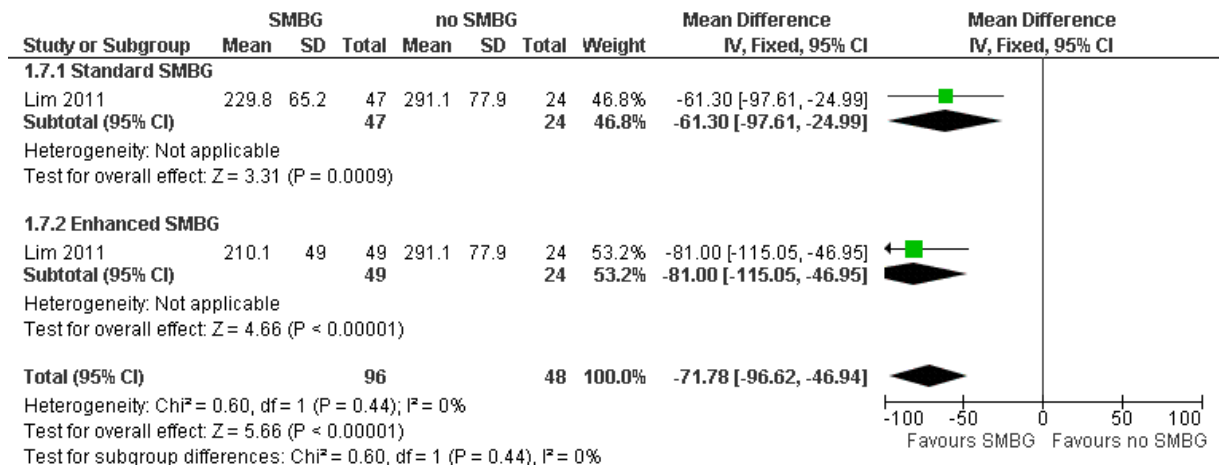 SMBG no SMBG Mean Difference Mean Difference
Study or Subgroup Mean SD Total Mean SD Total Weight IV, Fixed, 95% CI IV, Fixed, 95% CI
1.7.1 Standard SMBG
Lim 2011 229.8 65.2 47 291.1 77.9 24 46.8% -61.30 [-97.61, -24.99]
Subtotal (95% CI) 47 24 46.8% -61.30 [-97.61, -24.99]
Heterogeneity: Not applicable
Test for overall effect: Z = 3.31 (P = 0.0009)
1.7.2 Enhanced SMBG
Lim 2011 210.1 49 49 291.1 77.9 24 53.2% -81.00 [-115.05, -46.95]
Subtotal (95% CI) 49 24 53.2% -81.00 [-115.05, -46.95]
Heterogeneity: Not applicable
Test for overall effect: Z = 4.66 (P < 0.00001)
Total (95% CI) 96 48 100.0% -71.78 [-96.62, -46.94]
Heterogeneity: Chi² = 0.60, df = 1 (P = 0.44); I² = 0%
Test for overall effect: Z = 5.66 (P < 0.00001)
Test for subgroup differences: Chi² = 0.60, df = 1 (P = 0.44), I² = 0%
-100 -50 0 50 100
Favours SMBG Favours no SMBG